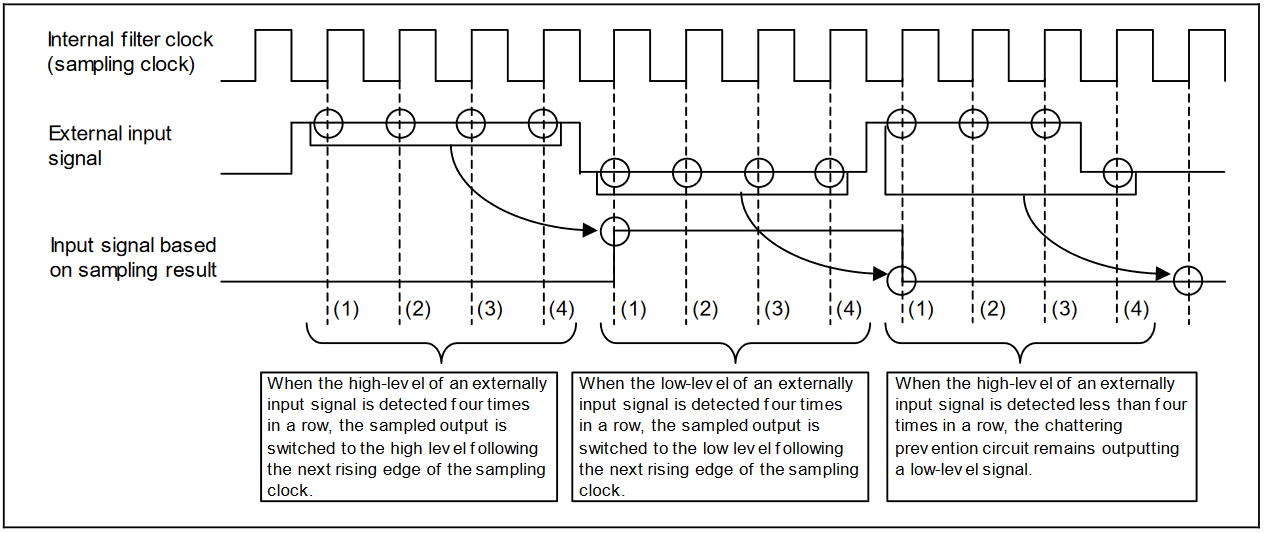 Internal filter clock
(sampling clock)
External input
signal
Input signal based
on sampling result
(1) (2) (3) (4) (1) (2) (3) (4) (1) (2) (3) (4)
When the high-level of an externally
input signal is detected four times
in a row, the sampled output is
switched to the high level following
the next rising edge of the sampling
clock.
When the low-level of an externally
input signal is detected four times
in a row, the sampled output is
switched to the low level following
the next rising edge of the sampling
clock.
When the high-level of an externally
input signal is detected less than four
times in a row, the chattering
prevention circuit remains outputting
a low-level signal.